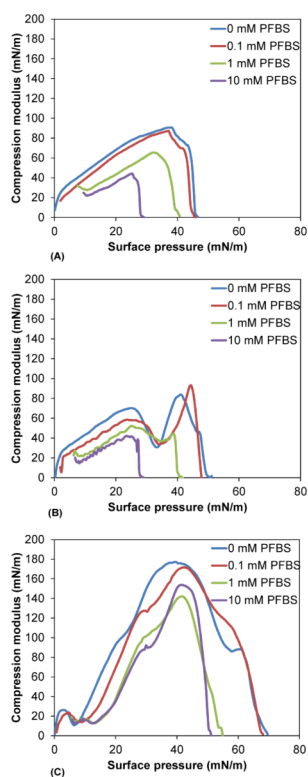 200
180
160
140
120
100
80
60
40
20
0
Compression modulus (mN/m)
0 mM PFBS
0.1 mM PFBS
1 mM PFBS
10 mM PFBS
0 20 40 60 80
Surface pressure (mN/m)
(A)
200
180
160
140
120
100
80
60
40
20
0
Compression modulus (mN/m)
0 mM PFBS
0.1 mM PFBS
1 mM PFBS
10 mM PFBS
0 20 40 60 80
Surface pressure (mN/m)
(B)
200
180
160
140
120
100
80
60
40
20
0
Compression modulus (mN/m)
0 mM PFBS
0.1 mM PFBS
1 mM PFBS
10 mM PFBS
0 20 40 60 80
Surface pressure (mN/m)
(C)